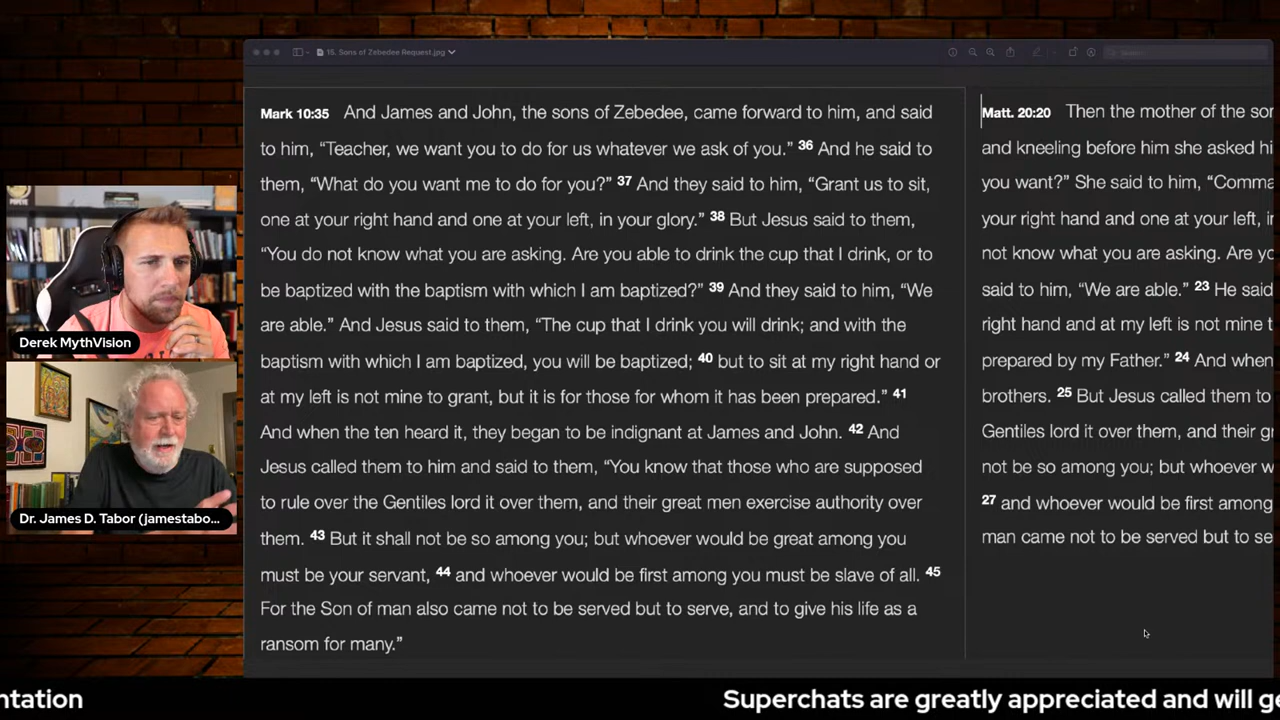 15. Sons of Zebedee Request.jpg
Mark 10:35 And James and John, the sons of Zebedee, came forward to him, and said
to him, “Teacher, we want you to do for us whatever we ask of you.” 36 And he said to
them, “What do you want me to do for you?” 37 And they said to him, “Grant us to sit,
one at your right hand and one at your left, in your glory.” 38 But Jesus said to them,
“You do not know what you are asking. Are you able to drink the cup that I drink, or to
be baptized with the baptism with which I am baptized?” 39 And they said to him, “We
are able.” And Jesus said to them, “The cup that I drink you will drink; and with the
baptism with which I am baptized, you will be baptized; 40 but to sit at my right hand or
at my left is not mine to grant, but it is for those for whom it has been prepared.” 41
And when the ten heard it, they began to be indignant at James and John. 42 And
Jesus called them to him and said to them, “You know that those who are supposed
to rule over the Gentiles lord it over them, and their great men exercise authority over
them. 43 But it shall not be so among you; but whoever would be great among you
must be your servant, 44 and whoever would be first among you must be slave of all. 45
For the Son of man also came not to be served but to serve, and to give his life as a
ransom for many.”
Matt. 20:20 Then the mother of the sor
and kneeling before him she asked hi
you want?” She said to him, “Comma
your right hand and one at your left, i
not know what you are asking. Are yo
said to him, “We are able.” 23 He said
right hand and at my left is not mine t
prepared by my Father.” 24 And when
brothers. 25 But Jesus called them to
Gentiles lord it over them, and their gr
not be so among you; but whoever w
27 and whoever would be first among
man came not to be served but to se
Derek MythVision
Dr. James D. Tabor (jamestabo...
ntation
Superchats are greatly appreciated and will ge